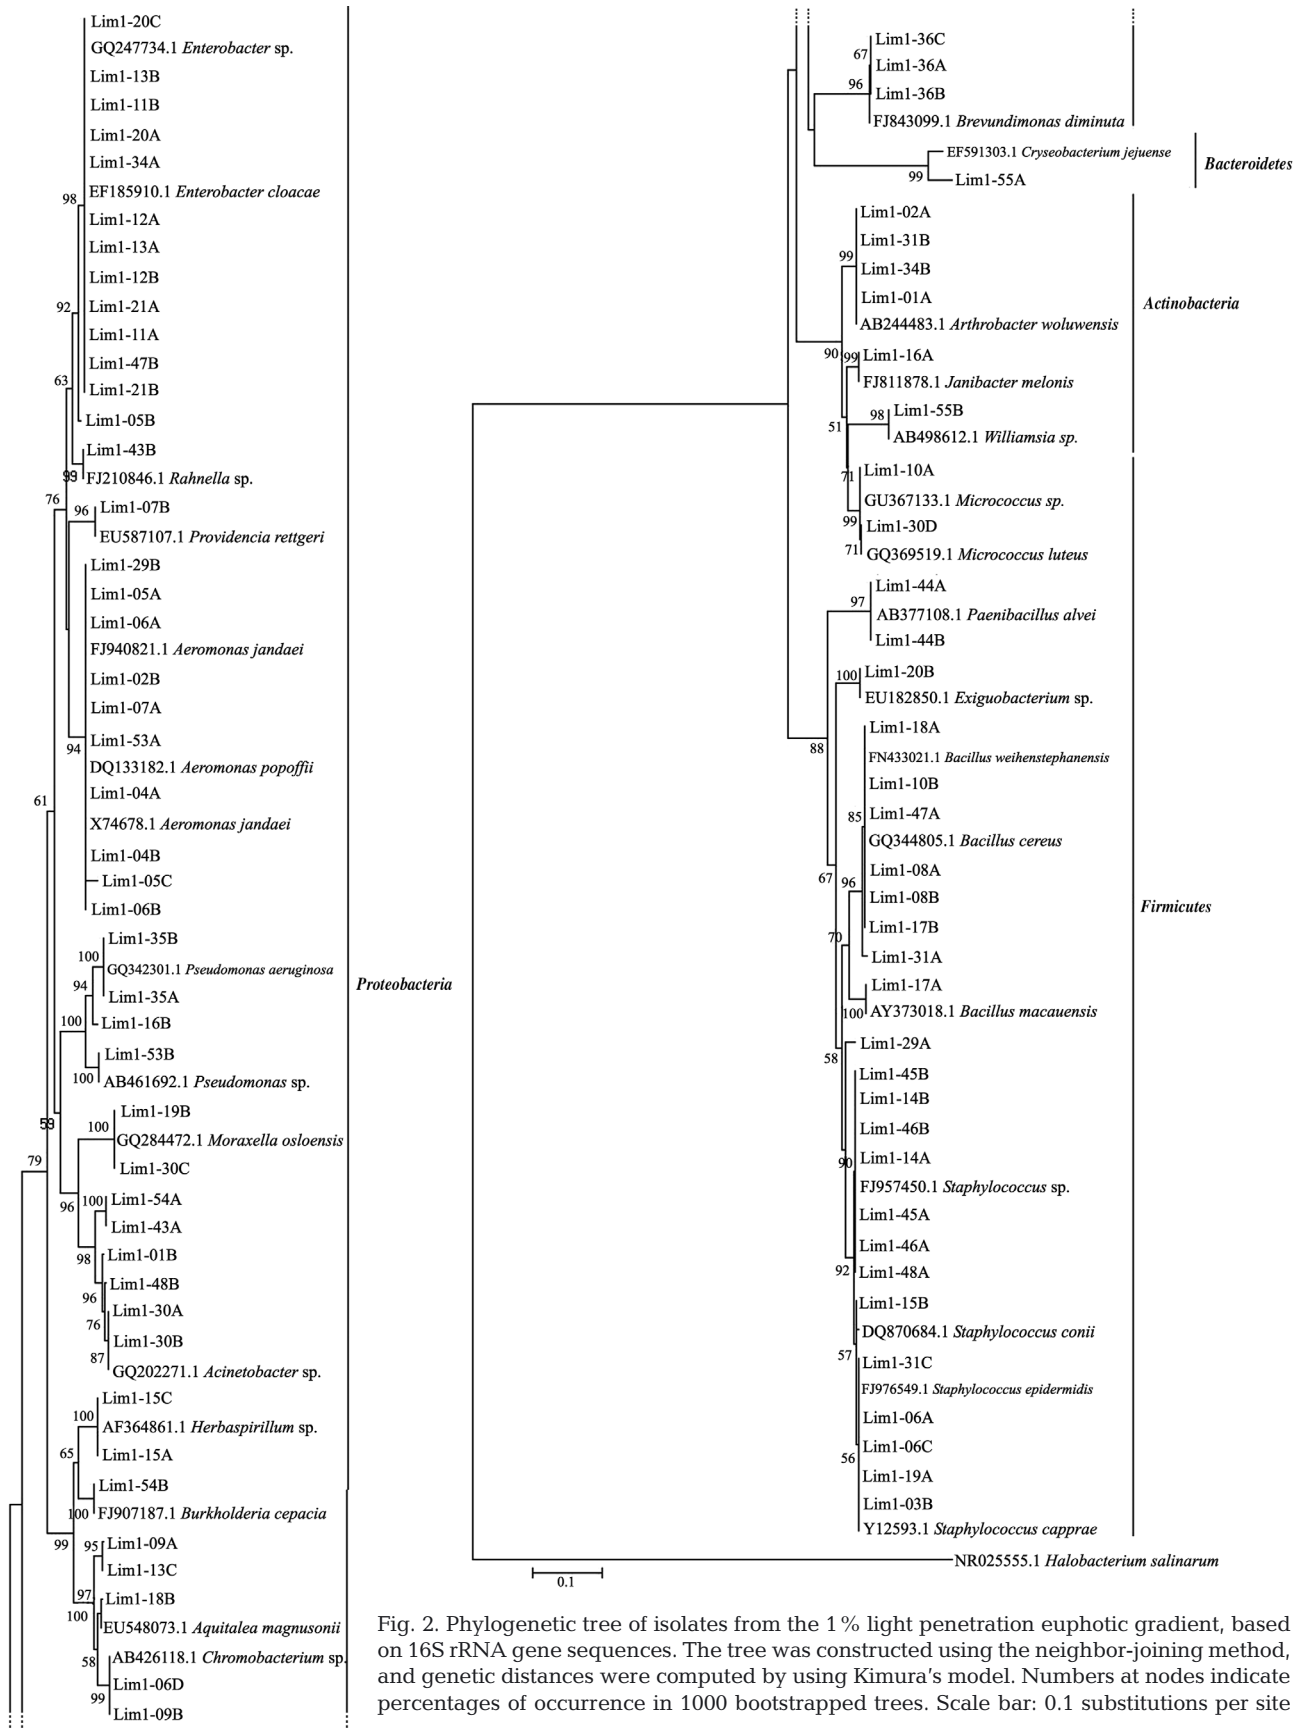 Lim1-20C
GQ247734.1 Enterobacter sp.
Lim1-13B
Lim1-11B
Lim1-20A
Lim1-34A
EF185910.1 Enterobacter cloacae
98
Lim1-12A
Lim1-13A
Lim1-12B
Lim1-21A
92
Lim1-11A
Lim1-47B
63
Lim1-21B
Lim1-05B
Lim1-43B
99
FJ210846.1 Rahnella sp.
76
96
Lim1-07B
EU587107.1 Providencia rettgeri
Lim1-29B
Lim1-05A
Lim1-06A
FJ940821.1 Aeromonas jandaei
Lim1-02B
Lim1-07A
Lim1-53A
94
DQ133182.1 Aeromonas popoffii
Lim1-04A
61
X74678.1 Aeromonas jandaei
Lim1-04B
Lim1-05C
Lim1-06B
Lim1-35B
100
GQ342301.1 Pseudomonas aeruginosa
94
Lim1-35A
100
Lim1-16B
Lim1-53B
100
AB461692.1 Pseudomonas sp.
Lim1-19B
59
100
GQ284472.1 Moraxella osloensis
79
Lim1-30C
96
100
Lim1-54A
Lim1-43A
98
Lim1-01B
Lim1-48B
96
Lim1-30A
76
Lim1-30B
87
GQ202271.1 Acinetobacter sp.
Lim1-15C
100
AF364861.1 Herbaspirillum sp.
65
Lim1-15A
Lim1-54B
100
FJ907187.1 Burkholderia cepacia
99
95
Lim1-09A
Lim1-13C
97
Lim1-18B
100
EU548073.1 Aquitalea magnusonii
58
AB426118.1 Chromobacterium sp.
Lim1-06D
99
Lim1-09B
Proteobacteria
Lim1-36C
67
Lim1-36A
96
Lim1-36B
FJ843099.1 Brevundimonas diminuta
EF591303.1 Cryseobacterium jejuense
99
Lim1-55A
Bacteroidetes
Lim1-02A
Lim1-31B
99
Lim1-34B
Lim1-01A
AB244483.1 Arthrobacter woluwensis
90
99
Lim1-16A
FJ811878.1 Janibacter melonis
98
Lim1-55B
51
AB498612.1 Williamsia sp.
Actinobacteria
71
Lim1-10A
GU367133.1 Micrococcus sp.
99
Lim1-30D
71
GQ369519.1 Micrococcus luteus
Lim1-44A
97
AB377108.1 Paenibacillus alvei
Lim1-44B
100
Lim1-20B
EU182850.1 Exiguobacterium sp.
88
Lim1-18A
FN433021.1 Bacillus weihenstephanensis
Lim1-10B
85
Lim1-47A
GQ344805.1 Bacillus cereus
67
Lim1-08A
96
Lim1-08B
Lim1-17B
70
Lim1-31A
Lim1-17A
100
AY373018.1 Bacillus macauensis
58
Lim1-29A
Lim1-45B
Lim1-14B
Lim1-46B
90
Lim1-14A
FJ957450.1 Staphylococcus sp.
Lim1-45A
Lim1-46A
92
Lim1-48A
Lim1-15B
DQ870684.1 Staphylococcus conii
57
Lim1-31C
FJ976549.1 Staphylococcus epidermidis
Lim1-06A
Lim1-06C
56
Lim1-19A
Lim1-03B
Y12593.1 Staphylococcus capprae
Firmicutes
NR025555.1 Halobacterium salinarum
0.1
Fig. 2. Phylogenetic tree of isolates from the 1% light penetration euphotic gradient, based
on 16S rRNA gene sequences. The tree was constructed using the neighbor-joining method,
and genetic distances were computed by using Kimura's model. Numbers at nodes indicate
percentages of occurrence in 1000 bootstrapped trees. Scale bar: 0.1 substitutions per site